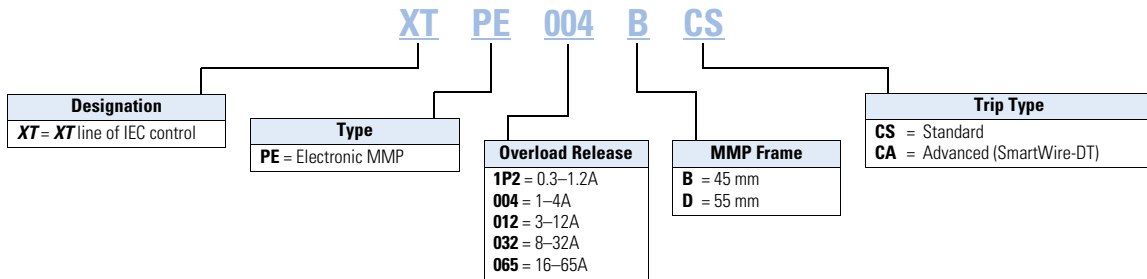 XT PE 004 B CS
Designation
XT = XT line of IEC control
Type
PE = Electronic MMP
Overload Release
1P2 = 0.3–1.2A
004 = 1–4A
012 = 3–12A
032 = 8–32A
065 = 16–65A
MMP Frame
B = 45 mm
D = 55 mm
Trip Type
CS = Standard
CA = Advanced (SmartWire-DT)